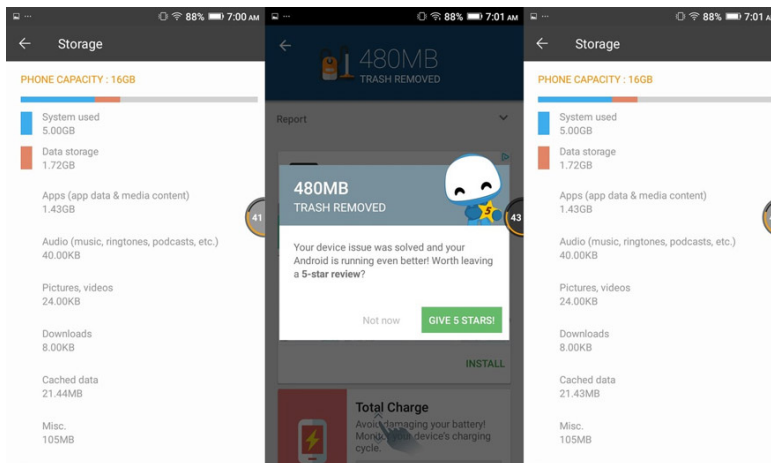 7:00 AM
88%
Storage
PHONE CAPACITY : 16GB
System used
5.00GB
Data storage
1.72GB
Apps (app data & media content)
1.43GB
Audio (music, ringtones, podcasts, etc.)
40.00KB
Pictures, videos
24.00KB
Downloads
8.00KB
Cached data
21.44MB
Misc.
105MB
41
88%
7:01 AM
480MB
TRASH REMOVED
Report
480MB
TRASH REMOVED
5
Your device issue was solved and your
Android is running even better! Worth leaving
a 5-star review?
Not now
GIVE 5 STARS!
43
INSTALL
Total Charge
Avoid damaging your battery!
Monitor your device's charging
cycle.
88%
7:01
Storage
PHONE CAPACITY : 16GB
System used
5.00GB
Data storage
1.72GB
Apps (app data & media content)
1.43GB
Audio (music, ringtones, podcasts, etc.)
40.00KB
Pictures, videos
24.00KB
Downloads
8.00KB
Cached data
21.43MB
Misc.
105MB